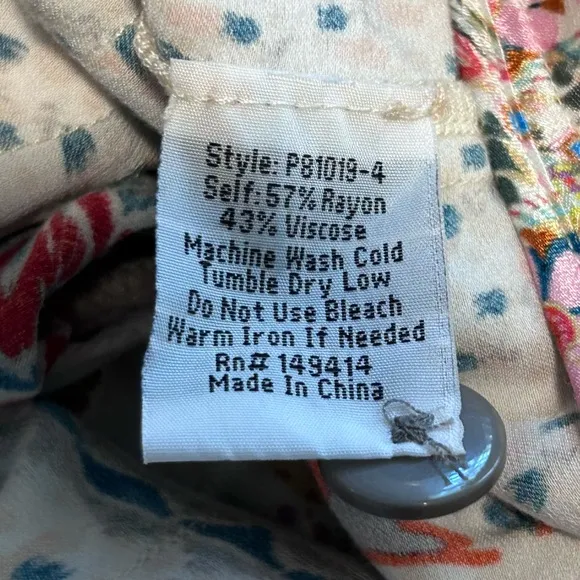 Style: P81019-4
Self: 57% Rayon
43% Viscose
Machine Wash Cold
Tumble Dry Low
Do Not Use Bleach
Warm Iron If Needed
Rn# 149414
Made In China